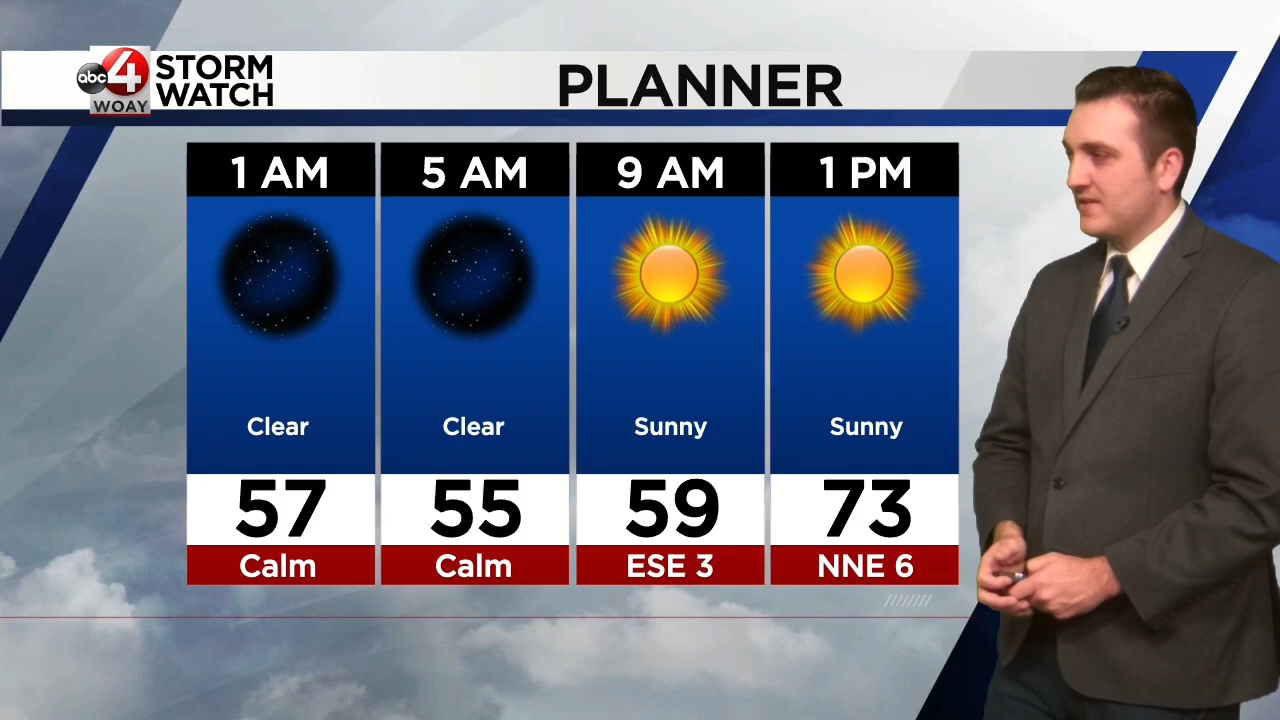 abc 4
WOAY
STORM
WATCH
PLANNER
1 AM
5 AM
9 AM
1 PM
Clear
Clear
Sunny
Sunny
57
55
59
73
Calm
Calm
ESE 3
NNE 6